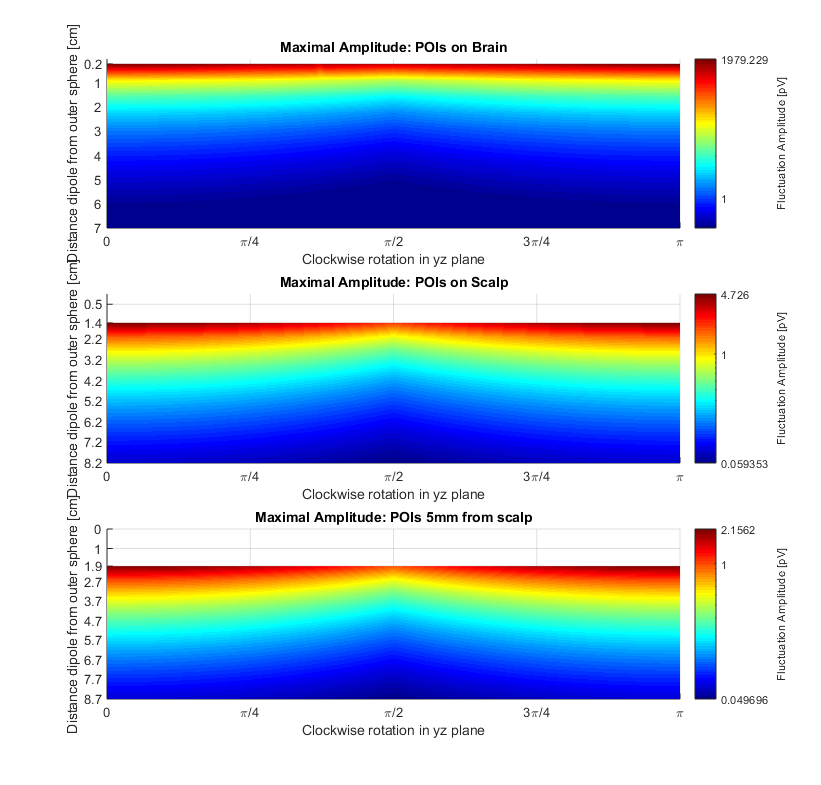 Maximal Amplitude: POIs on Brain
Distance dipole from outer sphere [cm]
0.2
1
2
3
4
5
6
7
0
π/4
π/2
3π/4
π
Clockwise rotation in yz plane
1979.229
1
Fluctuation Amplitude [pV]
Maximal Amplitude: POIs on Scalp
Distance dipole from outer sphere [cm]
0.5
1.4
2.2
3.2
4.2
5.2
6.2
7.2
8.2
0
π/4
π/2
3π/4
π
Clockwise rotation in yz plane
4.726
1
0.059353
Fluctuation Amplitude [pV]
Maximal Amplitude: POIs 5mm from scalp
Distance dipole from outer sphere [cm]
0
1
1.9
2.7
3.7
4.7
5.7
6.7
7.7
8.7
0
π/4
π/2
3π/4
π
Clockwise rotation in yz plane
2.1562
1
0.049696
Fluctuation Amplitude [pV]